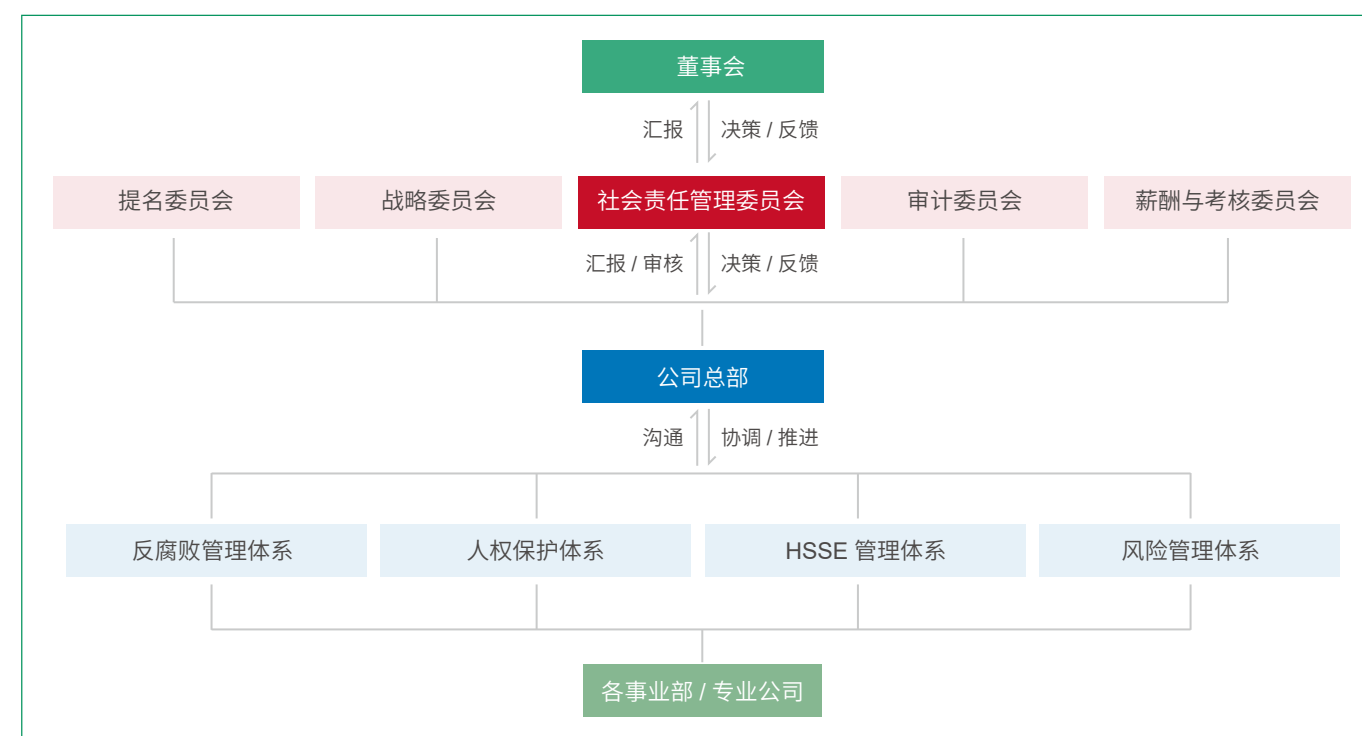 董事会
汇报
决策 / 反馈
提名委员会
战略委员会
社会责任管理委员会
审计委员会
薪酬与考核委员会
汇报 / 审核
决策 / 反馈
公司总部
沟通
协调 / 推进
反腐败管理体系
人权保护体系
HSSE 管理体系
风险管理体系
各事业部 / 专业公司